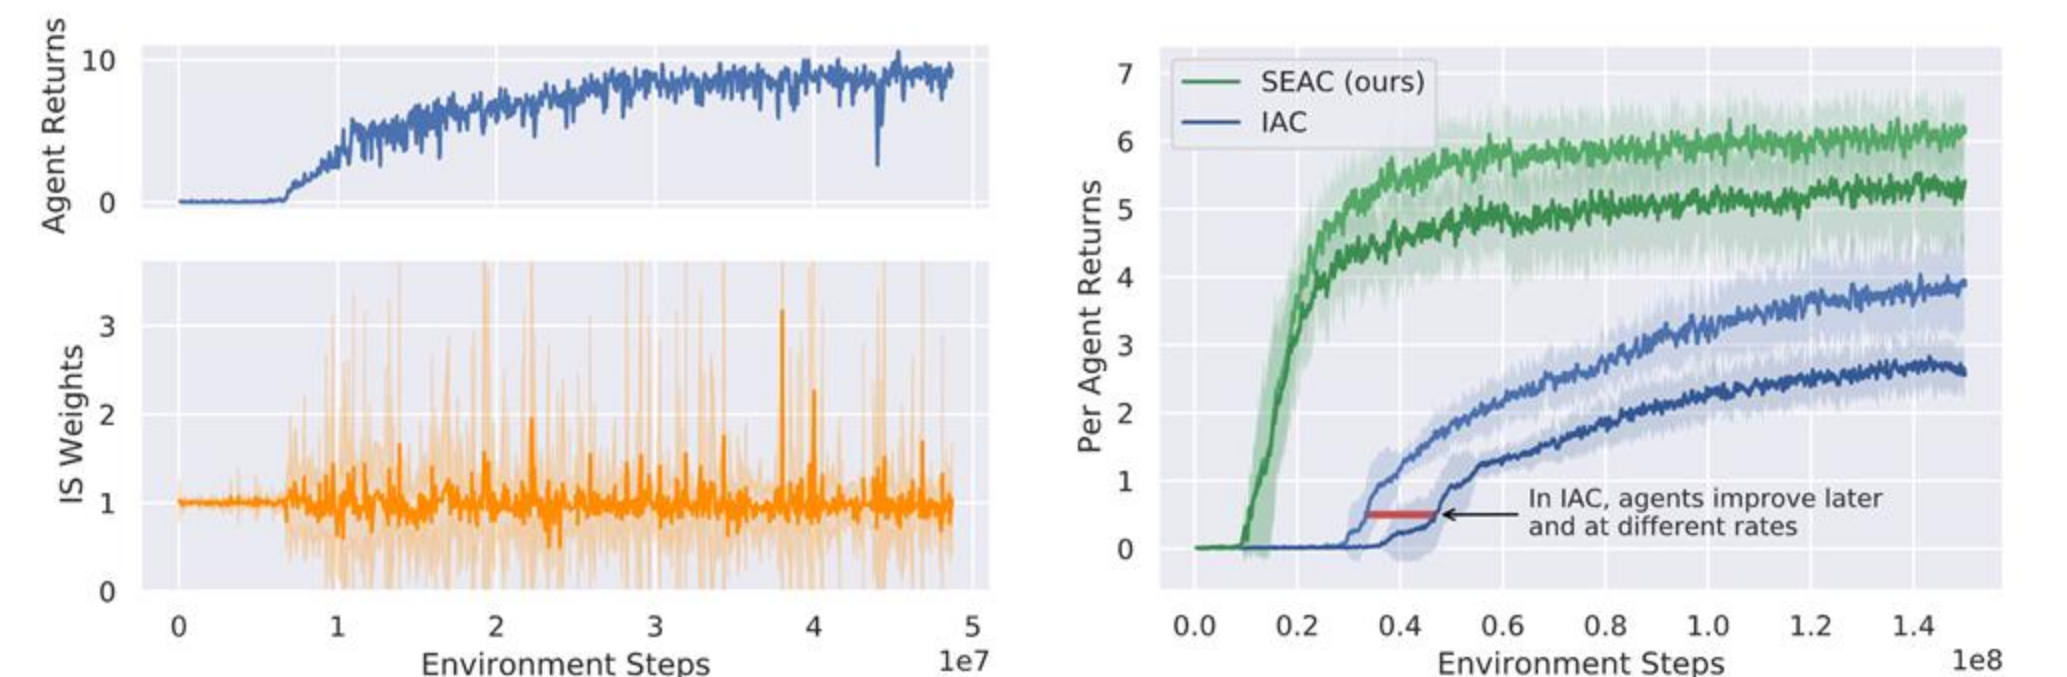 Agent Returns
10
0
IS Weights
3
2
1
0
0 1 2 3 4 5
Environment Steps
1e7
SEAC (ours)
IAC
Per Agent Returns
7
6
5
4
3
2
1
0
In IAC, agents improve later
and at different rates
0.0 0.2 0.4 0.6 0.8 1.0 1.2 1.4
Environment Steps
1e8